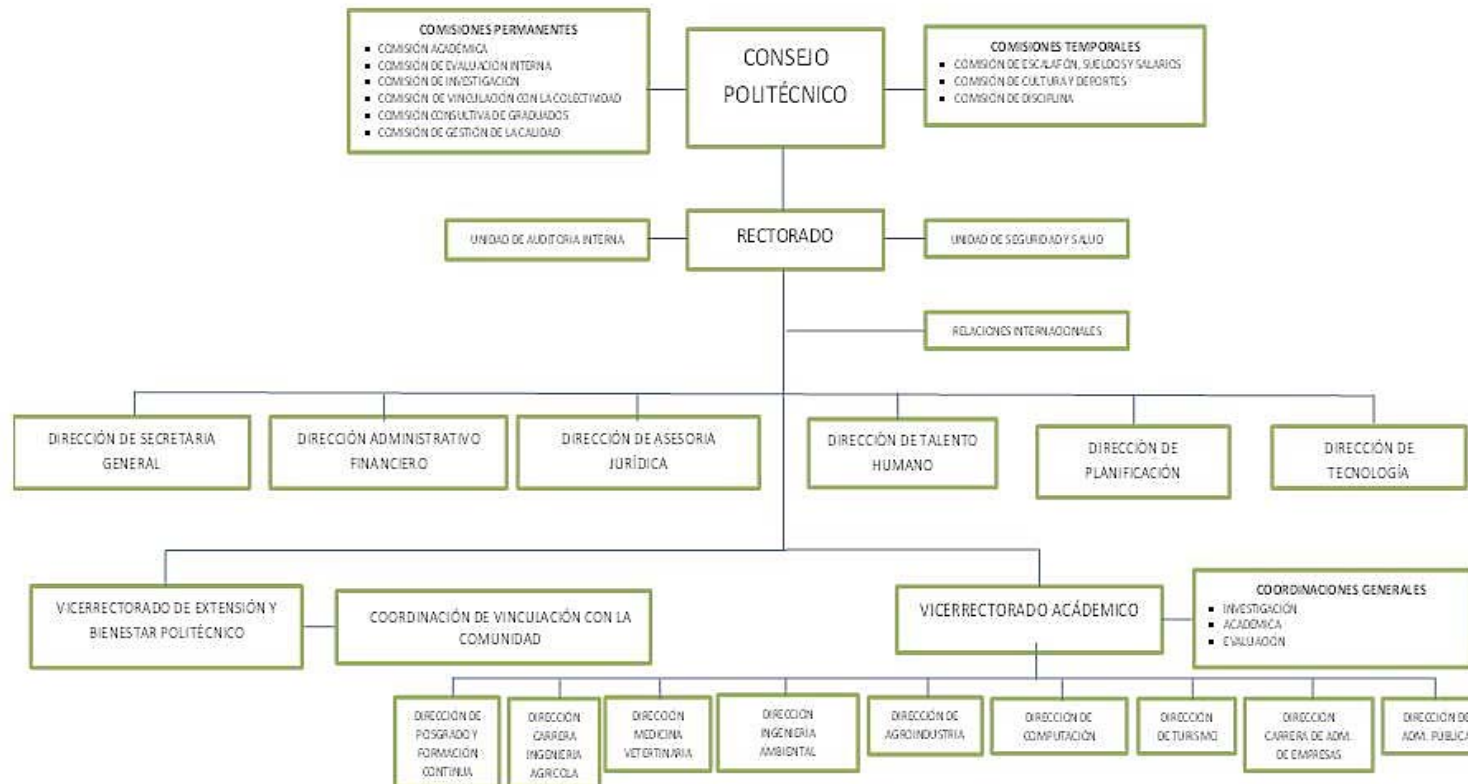 COMISIONES PERMANENTES
COMISIÓN ACADÉMICA
COMISIÓN DE EVALUACIÓN INTERNA
COMISIÓN DE INVESTIGACIÓN
COMISIÓN DE VINCULACIÓN CON LA COLECTIVIDAD
COMISIÓN CONSULTIVA DE GRADUADOS
COMISIÓN DE GESTIÓN DE LA CALIDAD
CONSEJO
POLITÉCNICO
COMISIONES TEMPORALES
COMISIÓN DE ESCALAFÓN, SUELDOS Y SALARIOS
COMISIÓN DE CULTURA Y DEPORTES
COMISIÓN DE DISCIPLINA
UNIDAD DE AUDITORIA INTERNA
RECTORADO
UNIDAD DE SEGURIDAD Y SALUD
RELACIONES INTERNACIONALES
DIRECCIÓN DE SECRETARIA
GENERAL
DIRECCIÓN ADMINISTRATIVO
FINANCIERO
DIRECCIÓN DE ASESORIA
JURÍDICA
DIRECCIÓN DE TALENTO
HUMANO
DIRECCIÓN DE
PLANIFICACIÓN
DIRECCIÓN DE
TECNOLOGÍA
VICERRECTORADO DE EXTENSIÓN Y
BIENESTAR POLITÉCNICO
COORDINACIÓN DE VINCULACIÓN CON LA
COMUNIDAD
VICERRECTORADO ACÁDEMICO
COORDINACIONES GENERALES
INVESTIGACIÓN
ACADEMICA
EVALUACIÓN
DIRECCIÓN DE
POSGRADO Y
FORMACIÓN
CONTINUA
DIRECCIÓN
CARRERA
INGENIERIA
AGRICOLA
DIRECCIÓN
MEDICINA
VETERTINARIA
DIRECCIÓN
INGENIERÍA
AMBIENTAL
DIRECCIÓN DE
AGROINDUSTRIA
DIRECCIÓN DE
COMPUTACIÓN
DIRECCIÓN
DE TURISMO
DIRECCIÓN
CARRERA DE ADM.
DE EMPRESAS
DIRECCIÓN DE
ADM. PUBLICA